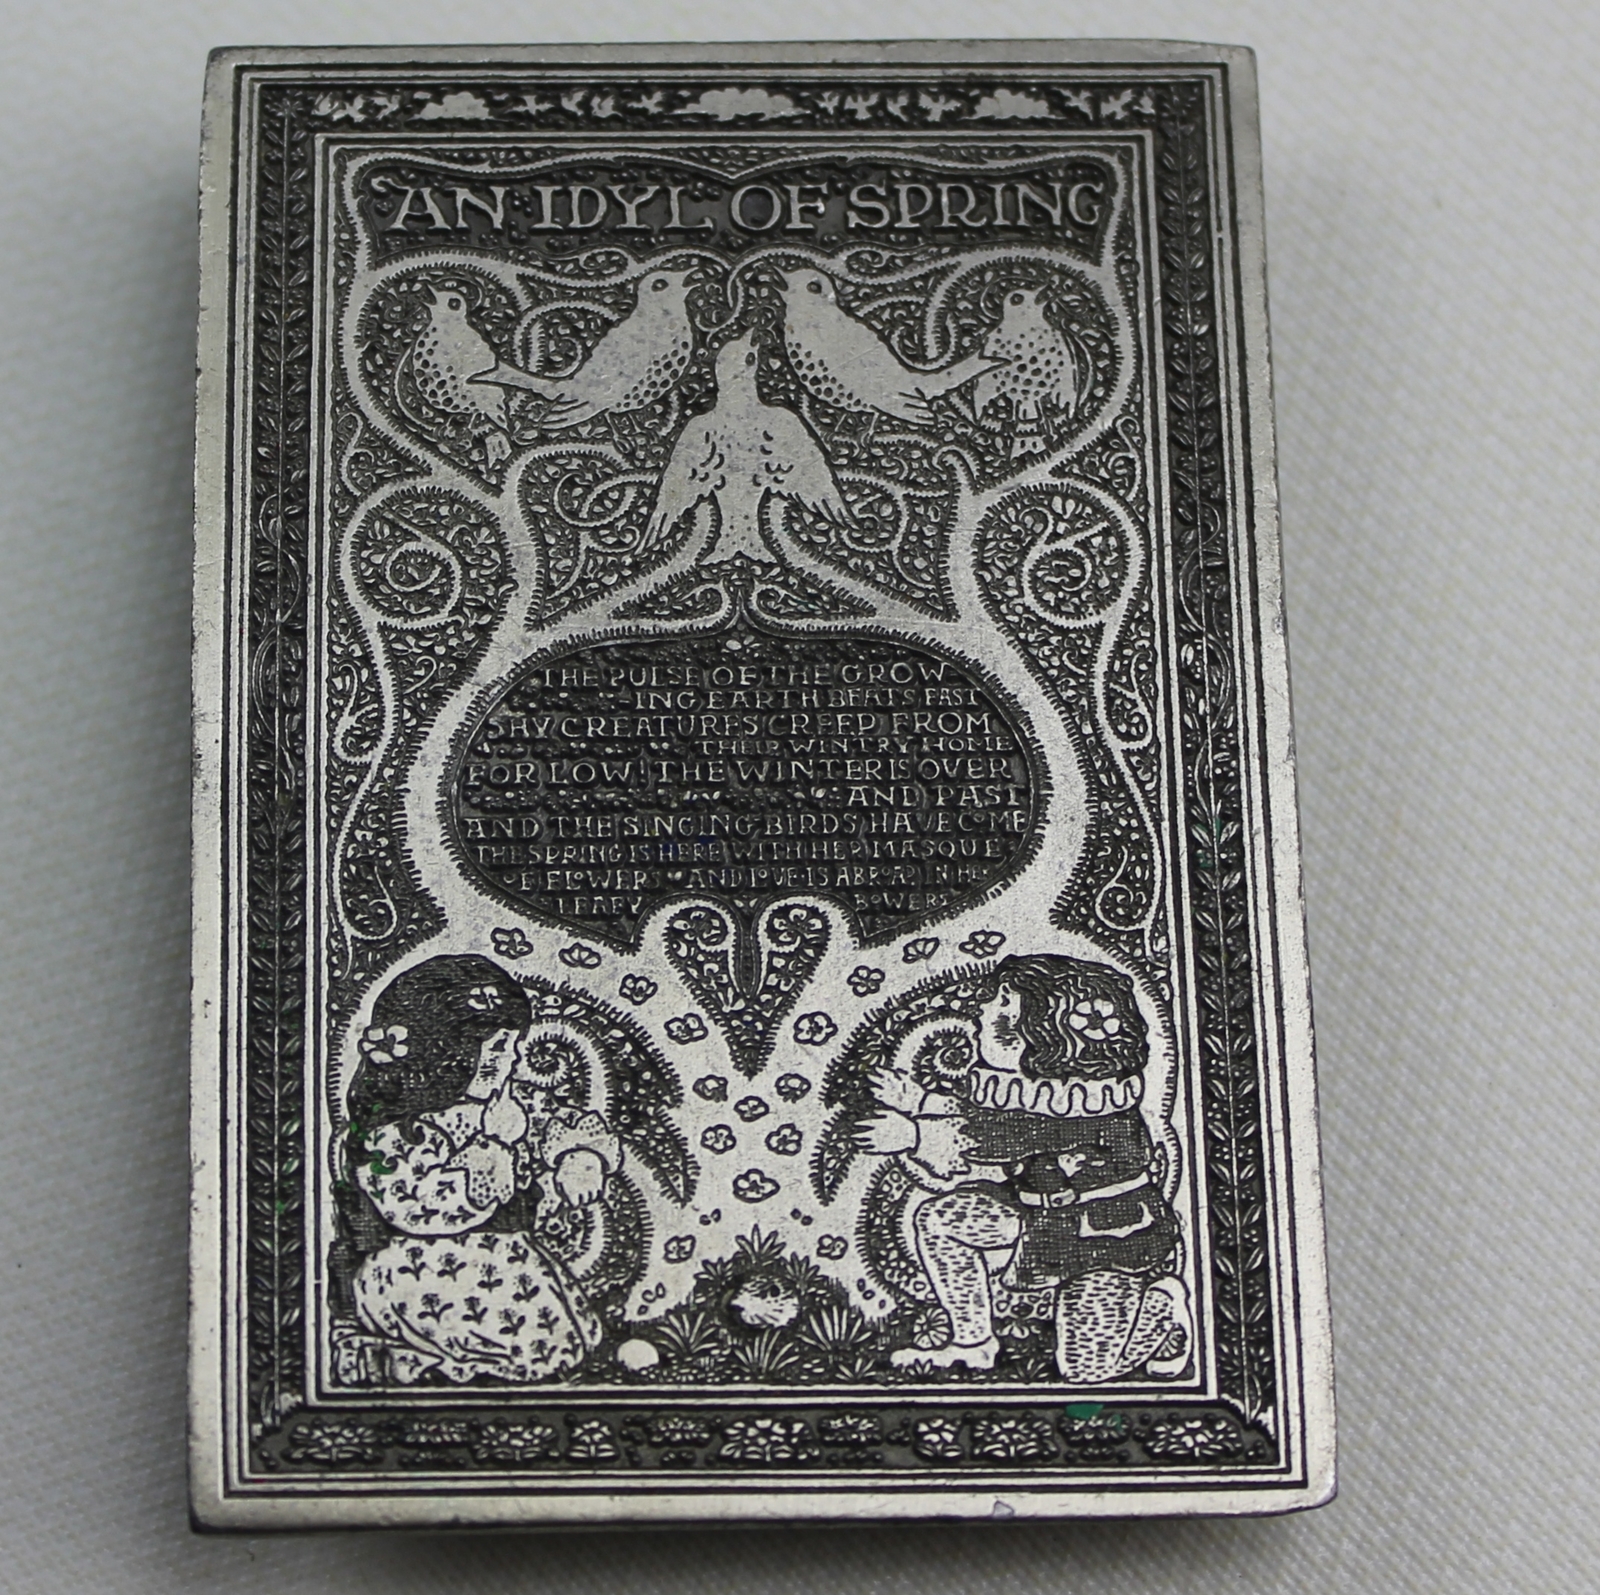 AN IDYL OF SPRING
THE PULSE OF THE GROW-
ING EARTH BEATS FAST
SHY CREATURES CREEP FROM
THEIR WINTRY HOME
FOR LOW! THE WINTER IS OVER
AND PAST
AND THE SINGING BIRDS HAVE COME
THE SPRING IS HERE WITH HER MASQUE
OF FLOWERS AND LOVE IS ABROAD IN HER
LEAFY BOWERS